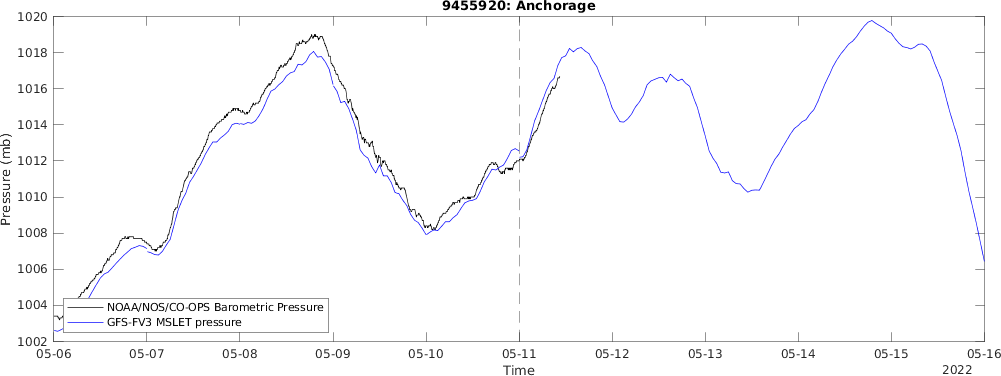 9455920: Anchorage
1020
1018
1016
1014
1012
1010
1008
1006
1004
1002
Pressure (mb)
NOAA/NOS/CO-OPS Barometric Pressure
GFS-FV3 MSLET pressure
05-06 05-07 05-08 05-09 05-10 05-11 05-12 05-13 05-14 05-15 05-16
Time
2022